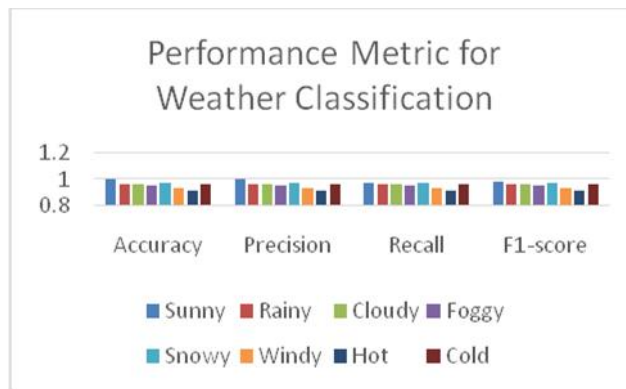 Performance Metric for
Weather Classification
1.2
1
0.8
Accuracy Precision Recall F1-score
Sunny Rainy Cloudy Foggy
Snowy Windy Hot Cold